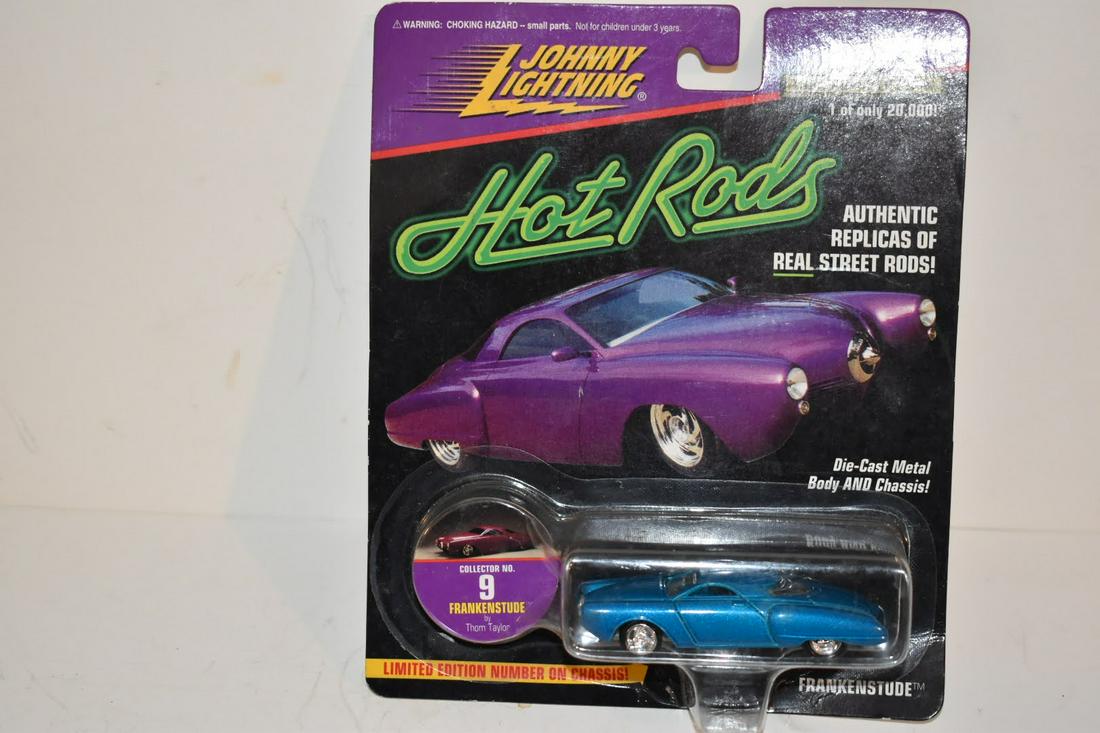 ⚠ WARNING: CHOKING HAZARD -- small parts. Not for children under 3 years.
JOHNNY
LIGHTNING®
1 of only 20,000!
Hot Rods
AUTHENTIC
REPLICAS OF
REAL STREET RODS!
Die-Cast Metal
Body AND Chassis!
COLLECTOR NO.
9
FRANKENSTUDE™
by
Thom Taylor
LIMITED EDITION NUMBER ON CHASSIS!
FRANKENSTUDE™